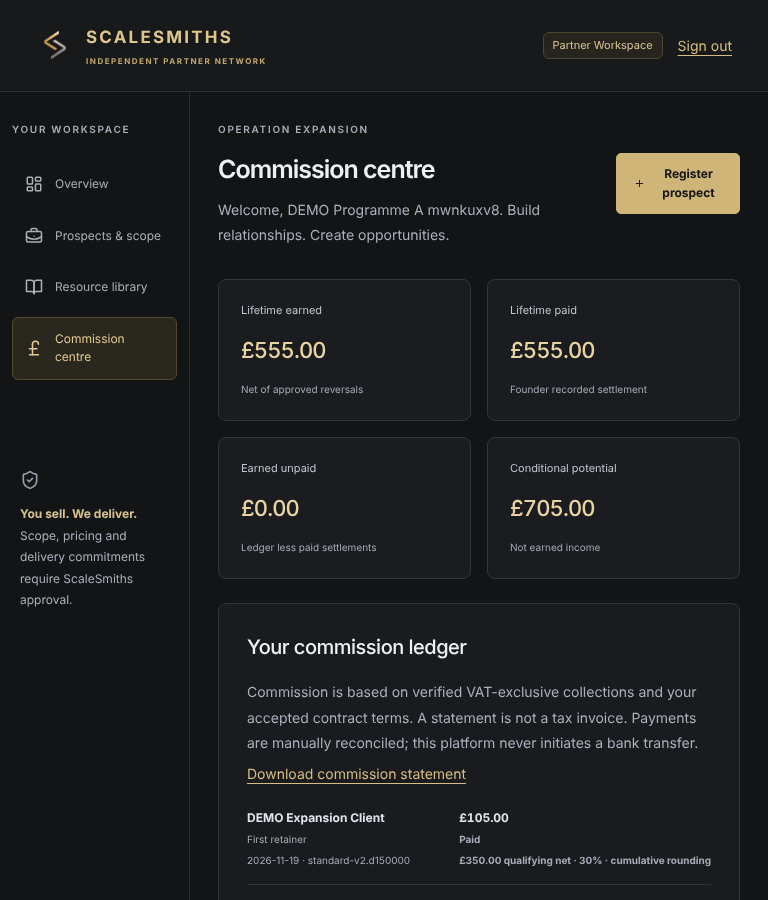 SCALESMITHS
INDEPENDENT PARTNER NETWORK
Partner Workspace
Sign out
YOUR WORKSPACE
Overview
Prospects & scope
Resource library
£
Commission
centre
You sell. We deliver.
Scope, pricing and
delivery commitments
require ScaleSmiths
approval.
OPERATION EXPANSION
Commission centre
Welcome, DEMO Programme A mwnkuxv8. Build
relationships. Create opportunities.
+ Register
prospect
Lifetime earned
£555.00
Net of approved reversals
Lifetime paid
£555.00
Founder recorded settlement
Earned unpaid
£0.00
Ledger less paid settlements
Conditional potential
£705.00
Not earned income
Your commission ledger
Commission is based on verified VAT-exclusive collections and your
accepted contract terms. A statement is not a tax invoice. Payments
are manually reconciled; this platform never initiates a bank transfer.
Download commission statement
DEMO Expansion Client
First retainer
2026-11-19 · standard-v2.d150000
£105.00
Paid
£350.00 qualifying net · 30% · cumulative rounding